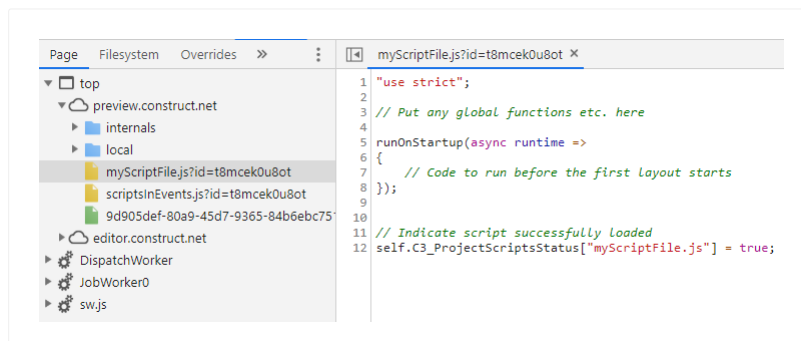 Page Filesystem Overrides »
top
preview.construct.net
internals
local
myScriptFile.js?id=t8mcek0u8ot
scriptsInEvents.js?id=t8mcek0u8ot
9d905def-80a9-45d7-9365-84b6ebc75
editor.construct.net
DispatchWorker
JobWorker0
sw.js
myScriptFile.js?id=t8mcek0u8ot ×
1 "use strict";
2
3 // Put any global functions etc. here
4
5 runOnStartup(async runtime =>
6 {
7 // Code to run before the first layout starts
8 });
9
10
11 // Indicate script successfully loaded
12 self.C3_ProjectScriptsStatus["myScriptFile.js"] = true;